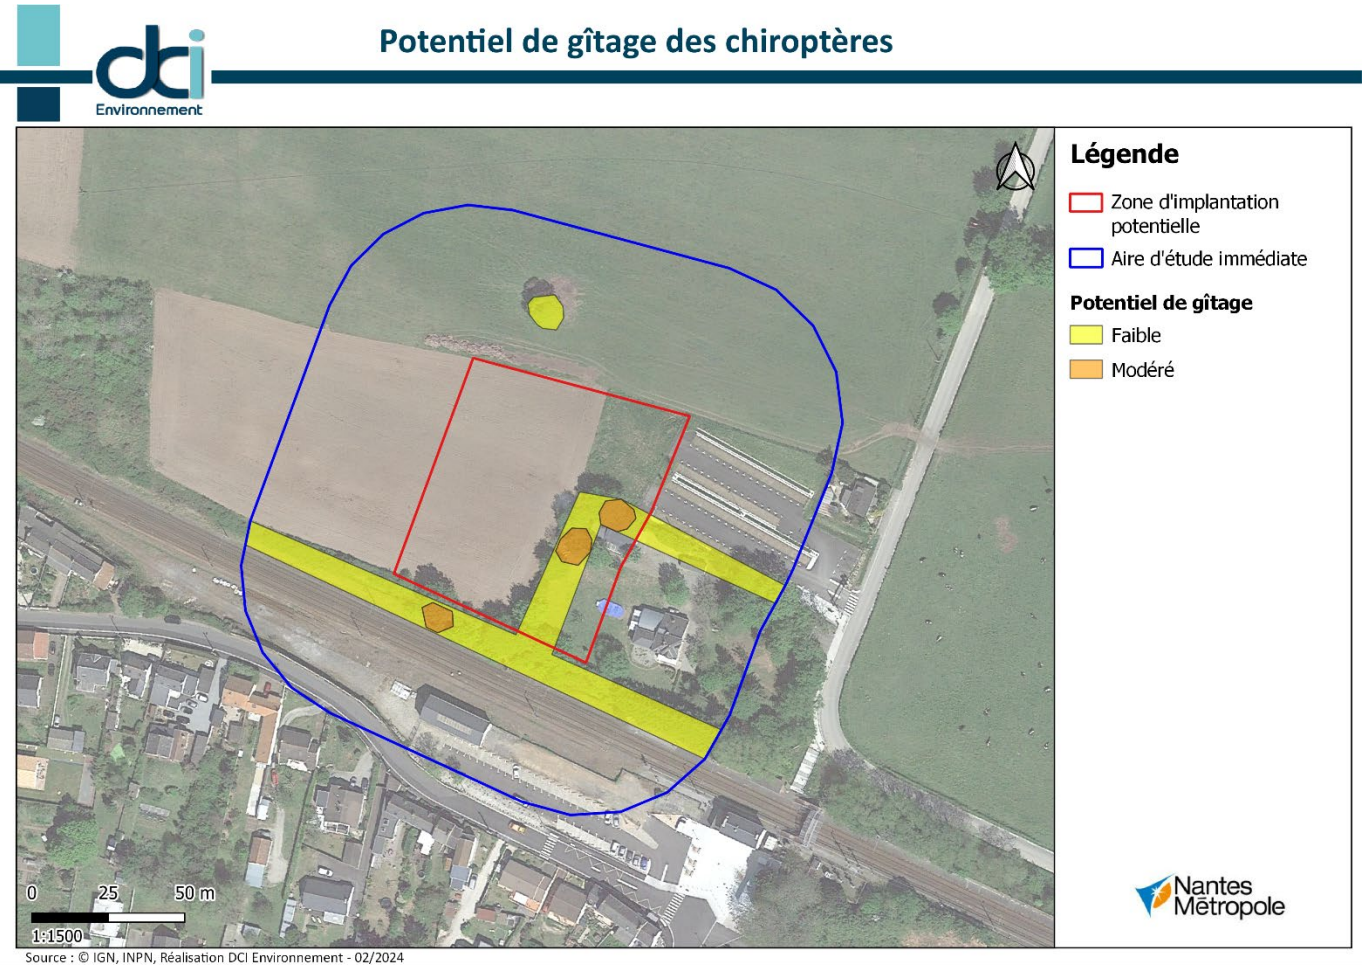 Potentiel de gîtage des chiroptères
dci
Environnement
Légende
Zone d'implantation
potentielle
Aire d'étude immédiate
Potentiel de gîtage
Faible
Modéré
0 25 50 m
1:1500
Nantes
Métropole
Source : © IGN, INPN, Réalisation DCI Environnement - 02/2024